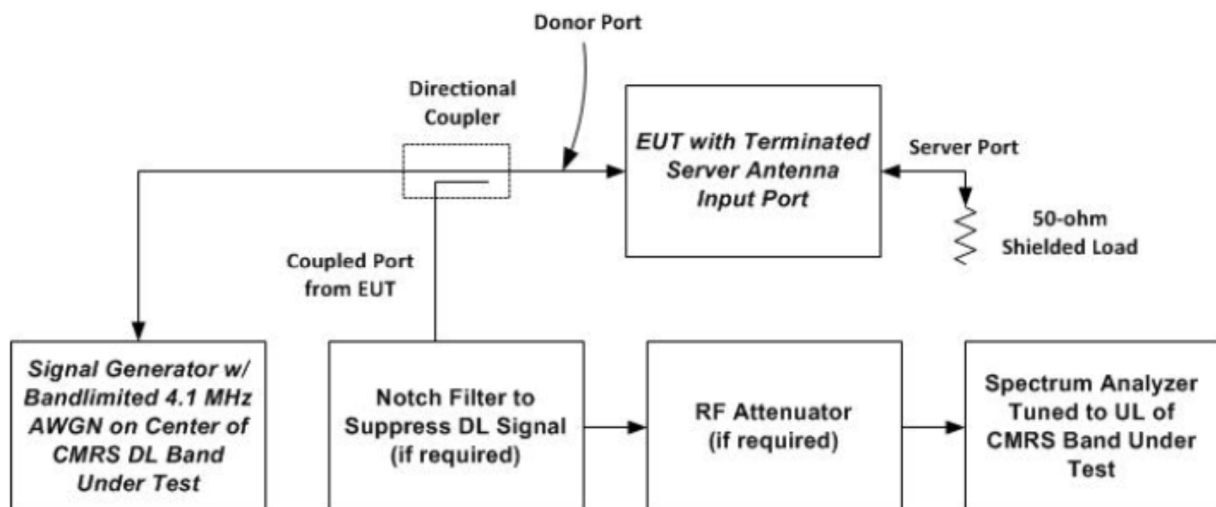 Donor Port
Directional
Coupler
EUT with Terminated
Server Antenna
Input Port
Server Port
50-ohm
Shielded Load
Coupled Port
from EUT
Signal Generator w/
Bandlimited 4.1 MHz
AWGN on Center of
CMRS DL Band
Under Test
Notch Filter to
Suppress DL Signal
(if required)
RF Attenuator
(if required)
Spectrum Analyzer
Tuned to UL of
CMRS Band Under
Test